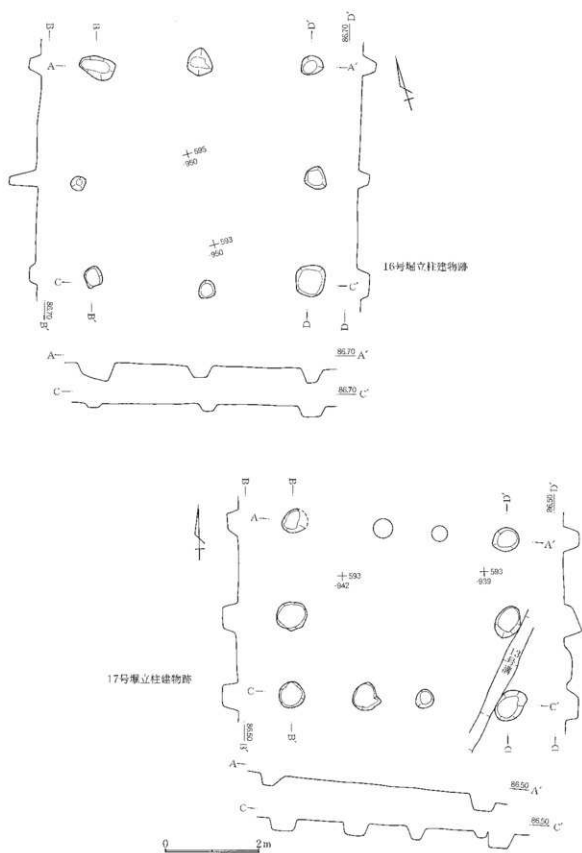 B B D' D'
86.70
A A'
595
-950
593
-950
16号掘立柱建物跡
C C'
86.70
B' B' D D
A 86.70 A'
C 86.70 C'
B B D' D'
86.50
A A'
593
-942
593
-939
17号掘立柱建物跡
C C'
86.50
B' B' D D
A 86.50 A'
C 86.50 C'
0 2m